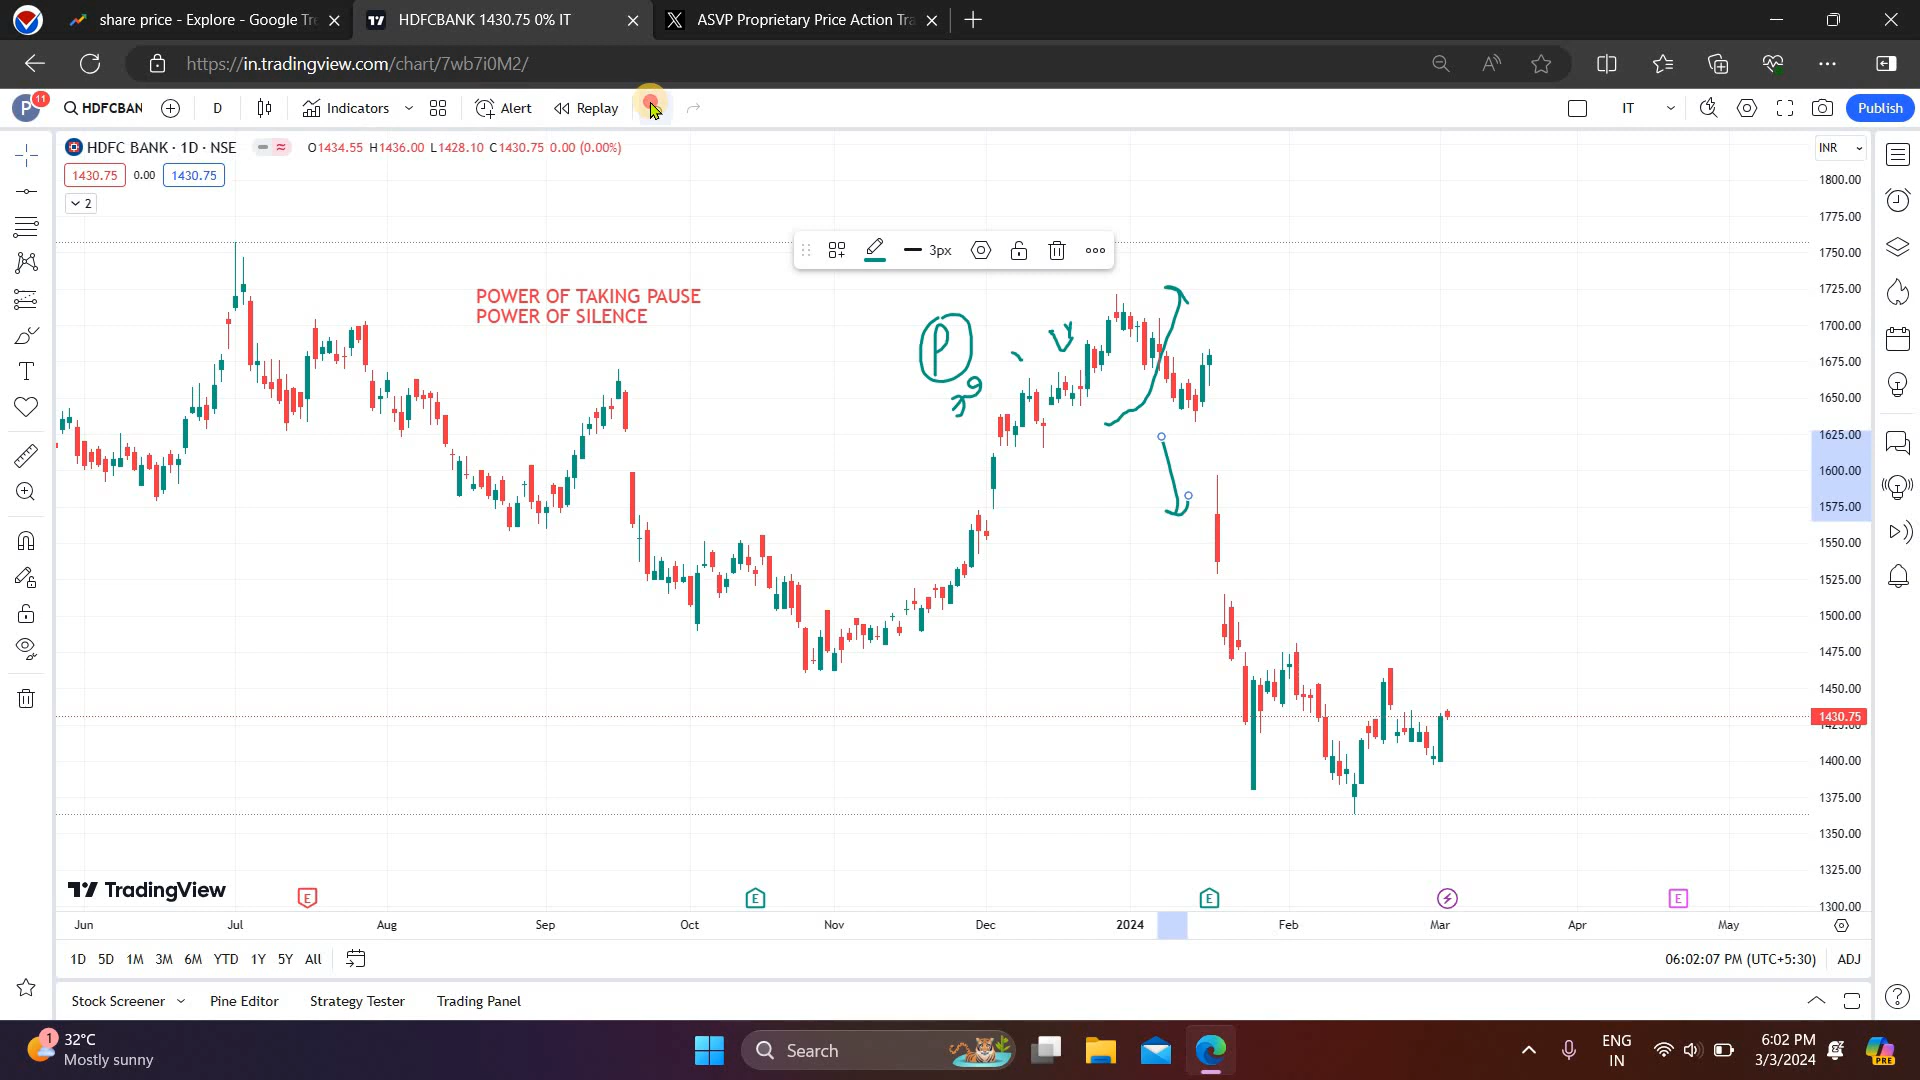 share price - Explore - Google Tre
HDFCBANK 1430.75 0% IT
ASVP Proprietary Price Action Tra
https://in.tradingview.com/chart/7wb7i0M2/
P
11
HDFCBAN
D
Indicators
Alert
Replay
IT
Publish
HDFC BANK · 1D · NSE
O1434.55 H1436.00 L1428.10 C1430.75 0.00 (0.00%)
INR
1430.75
0.00
1430.75
2
3px
POWER OF TAKING PAUSE
POWER OF SILENCE
P
V
1800.00
1775.00
1750.00
1725.00
1700.00
1675.00
1650.00
1625.00
1600.00
1575.00
1550.00
1525.00
1500.00
1475.00
1450.00
1430.75
1425.00
1400.00
1375.00
1350.00
1325.00
1300.00
TradingView
E
E
E
E
Jun
Jul
Aug
Sep
Oct
Nov
Dec
2024
Feb
Mar
Apr
May
1D 5D 1M 3M 6M YTD 1Y 5Y All
06:02:07 PM (UTC+5:30)
ADJ
Stock Screener
Pine Editor
Strategy Tester
Trading Panel
1
32°C
Mostly sunny
Search
ENG
IN
6:02 PM
3/3/2024
PRE